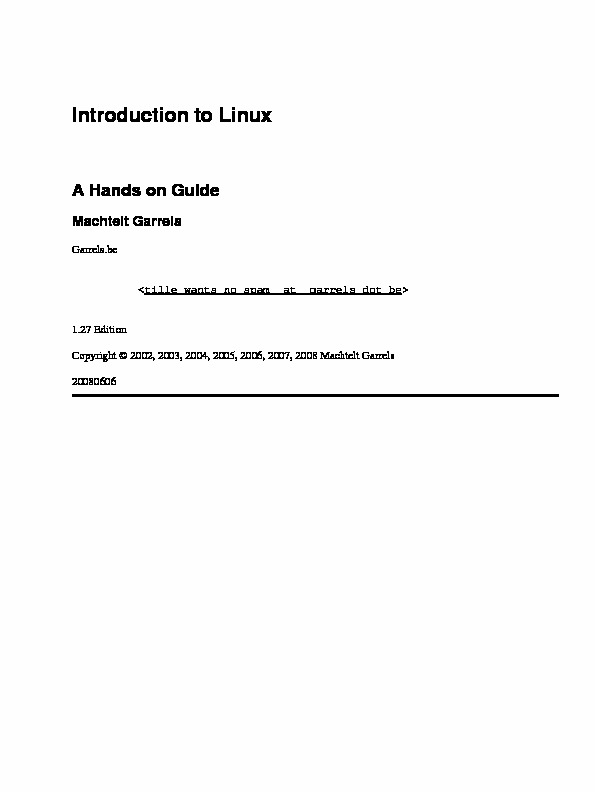 Introduction to Linux
A Hands on Guide
Machtelt Garrels
Garrels.be
<tille wants no spam _at_ garrels dot be>
1.27 Edition
Copyright © 2002, 2003, 2004, 2005, 2006, 2007, 2008 Machtelt Garrels
20080606